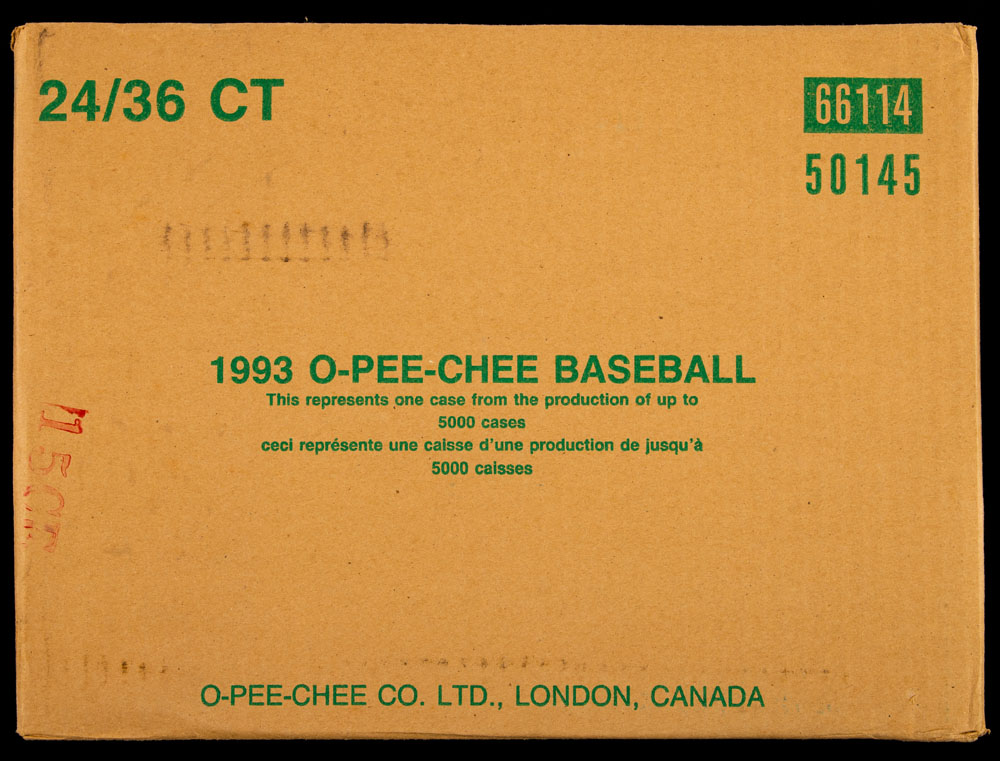 24/36 CT
66114
50145
1993 O-PEE-CHEE BASEBALL
This represents one case from the production of up to
5000 cases
ceci représente une caisse d'une production de jusqu'à
5000 caisses
O-PEE-CHEE CO. LTD., LONDON, CANADA